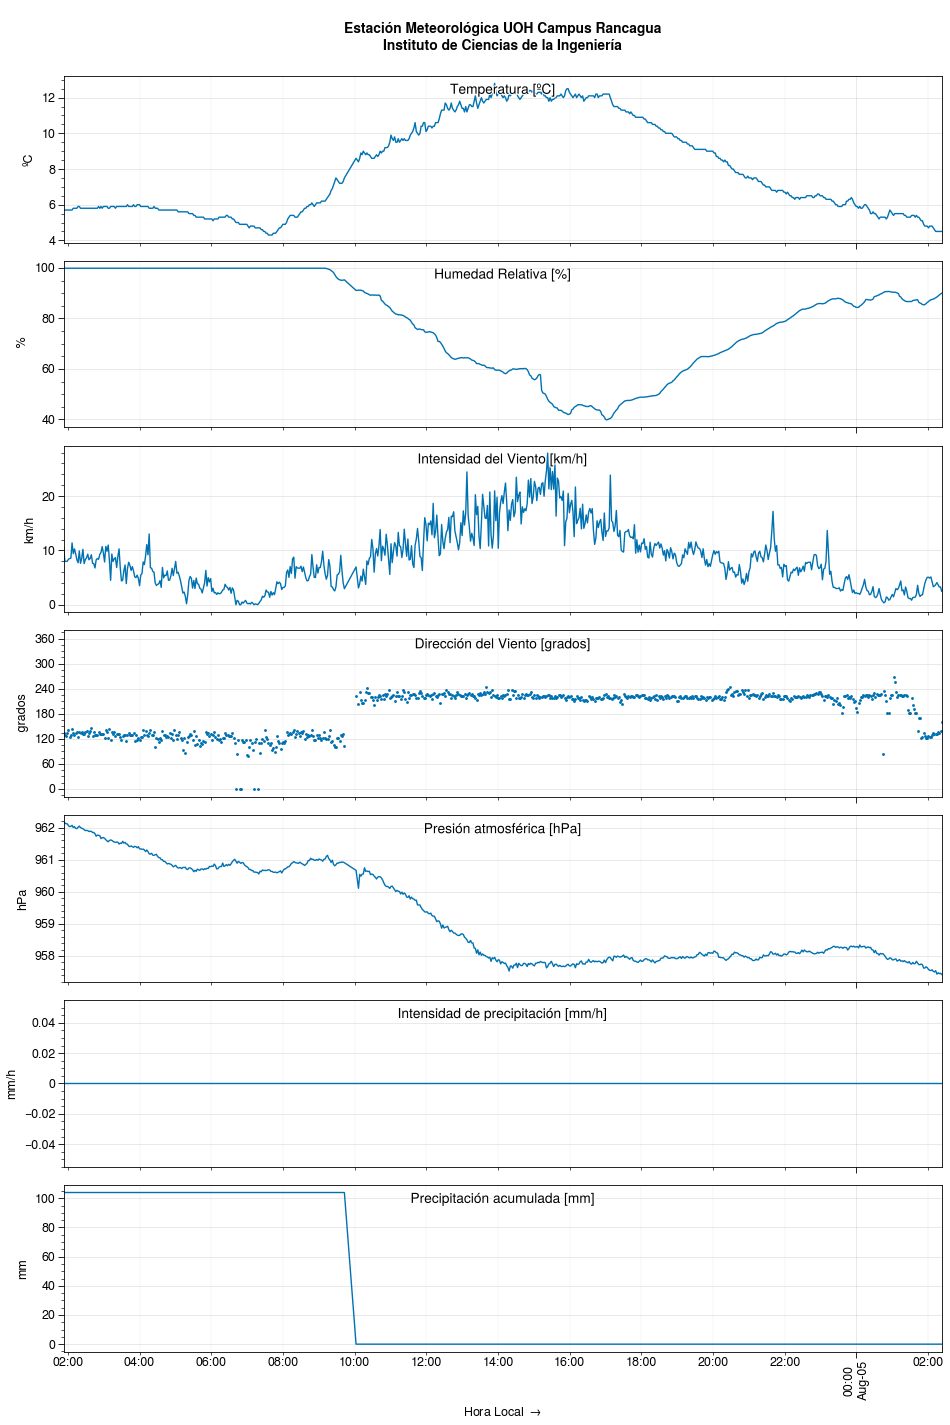 Estación Meteorológica UOH Campus Rancagua
Instituto de Ciencias de la Ingeniería
Temperatura [ºC]
ºC
12
10
8
6
4
Humedad Relativa [%]
%
100
80
60
40
Intensidad del Viento [km/h]
km/h
20
10
0
Dirección del Viento [grados]
grados
360
300
240
180
120
60
0
Presión atmosférica [hPa]
hPa
962
961
960
959
958
Intensidad de precipitación [mm/h]
mm/h
0.04
0.02
0
−0.02
−0.04
Precipitación acumulada [mm]
mm
100
80
60
40
20
0
02:00 04:00 06:00 08:00 10:00 12:00 14:00 16:00 18:00 20:00 22:00 00:00 02:00
Aug-05
Hora Local →